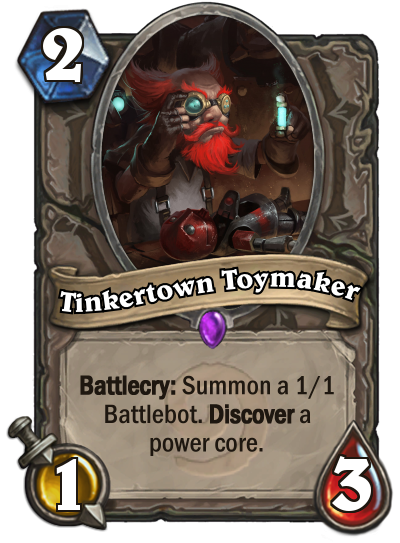 2
Tinkertown Toymaker
Battlecry: Summon a 1/1
Battlebot. Discover a
power core.
1
3